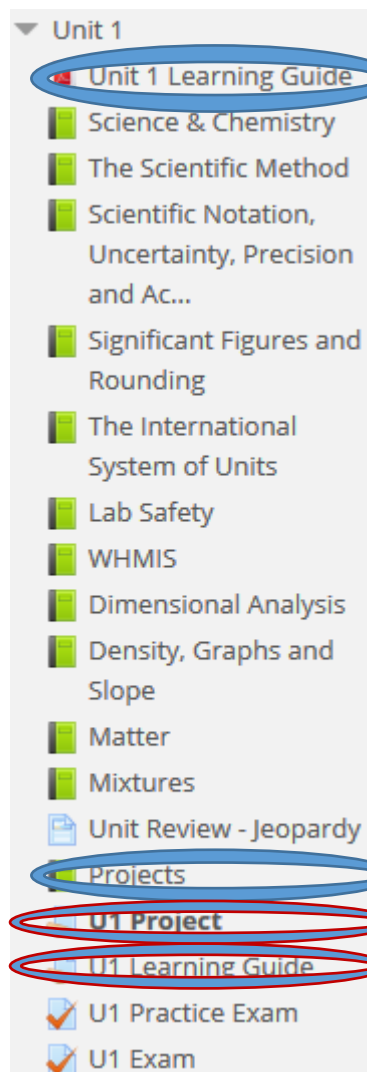 Unit 1
Unit 1 Learning Guide
Science & Chemistry
The Scientific Method
Scientific Notation,
Uncertainty, Precision
and Ac...
Significant Figures and
Rounding
The International
System of Units
Lab Safety
WHMIS
Dimensional Analysis
Density, Graphs and
Slope
Matter
Mixtures
Unit Review - Jeopardy
Projects
U1 Project
U1 Learning Guide
U1 Practice Exam
U1 Exam